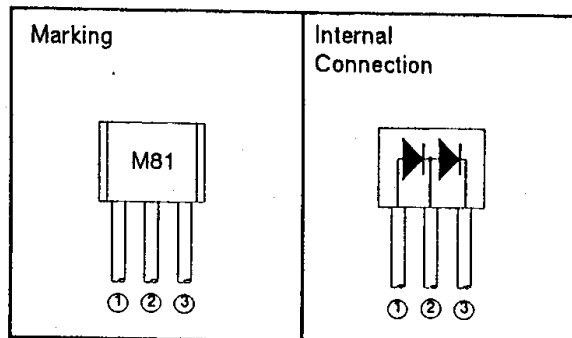 Marking
M81
① ② ③
Internal
Connection
① ② ③